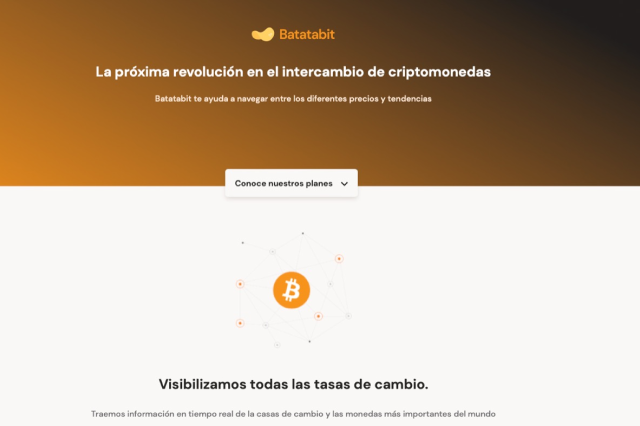 Batatabit
La próxima revolución en el intercambio de criptomonedas
Batatabit te ayuda a navegar entre los diferentes precios y tendencias
Conoce nuestros planes
Visibilizamos todas las tasas de cambio.
Traemos información en tiempo real de la casas de cambio y las monedas más importantes del mundo